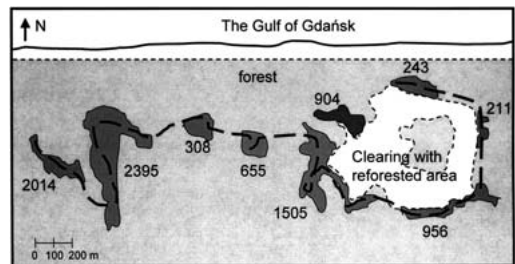 N
The Gulf of Gdańsk
forest
243
904
211
308
655
Clearing with
reforested area
2014
2395
1505
956
0 100 200 m